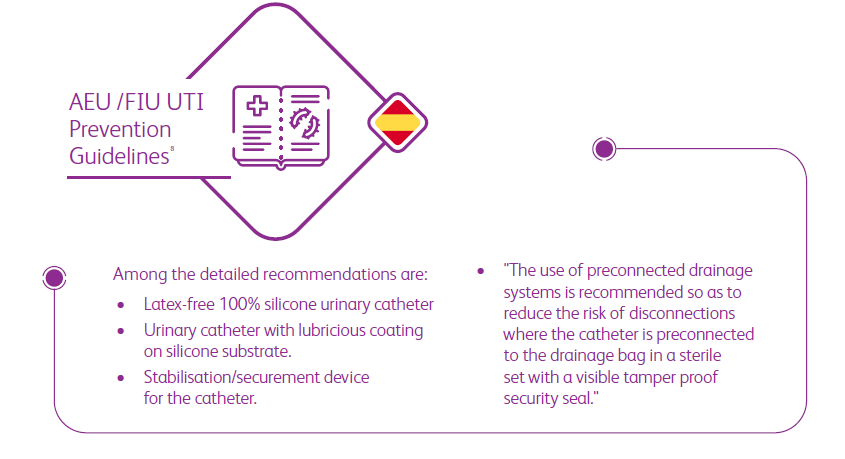 AEU /FIU UTI
Prevention
Guidelines⁸
Among the detailed recommendations are:
• Latex-free 100% silicone urinary catheter
• Urinary catheter with lubricious coating
on silicone substrate.
• Stabilisation/securement device
for the catheter.
• "The use of preconnected drainage
systems is recommended so as to
reduce the risk of disconnections
where the catheter is preconnected
to the drainage bag in a sterile
set with a visible tamper proof
security seal."